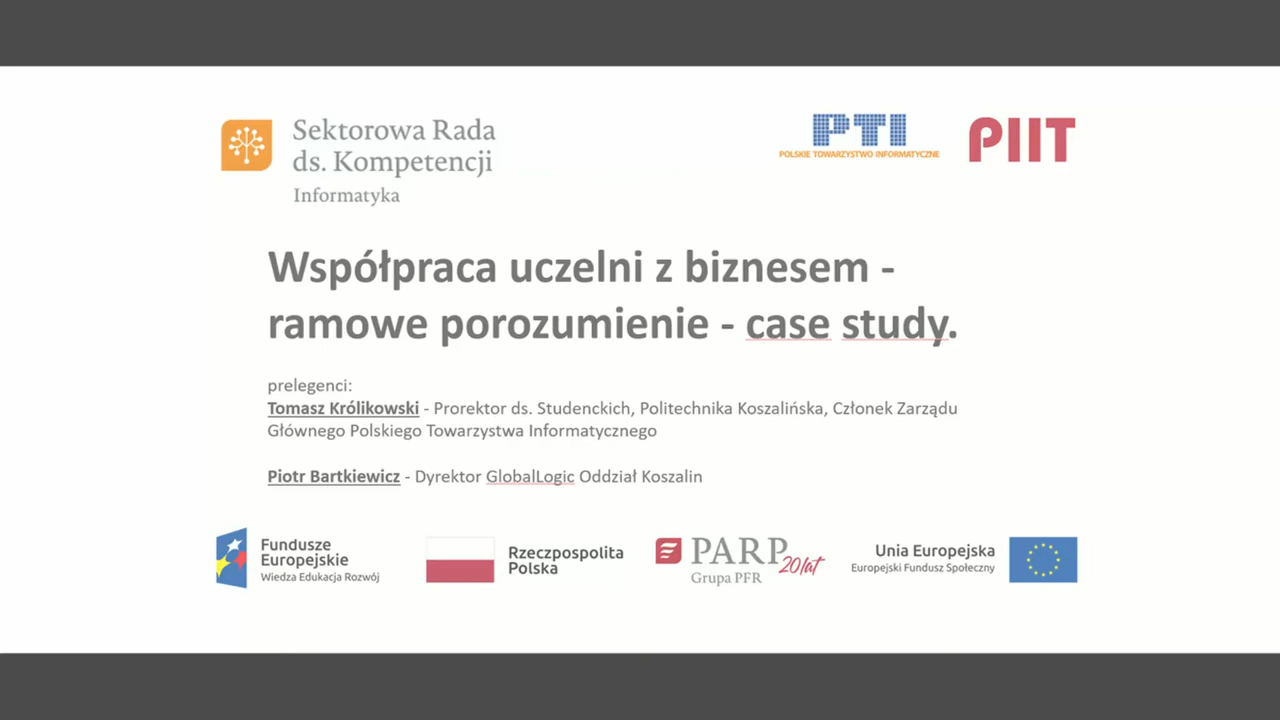 Sektorowa Rada
ds. Kompetencji
Informatyka
PTI
POLSKIE TOWARZYSTWO INFORMATYCZNE
PIIT
Współpraca uczelni z biznesem -
ramowe porozumienie - case study.
prelegenci:
Tomasz Królikowski - Prorektor ds. Studenckich, Politechnika Koszalińska, Członek Zarządu
Głównego Polskiego Towarzystwa Informatycznego
Piotr Bartkiewicz - Dyrektor GlobalLogic Oddział Koszalin
Fundusze
Europejskie
Wiedza Edukacja Rozwój
Rzeczpospolita
Polska
PARP
Grupa PFR
20lat
Unia Europejska
Europejski Fundusz Społeczny